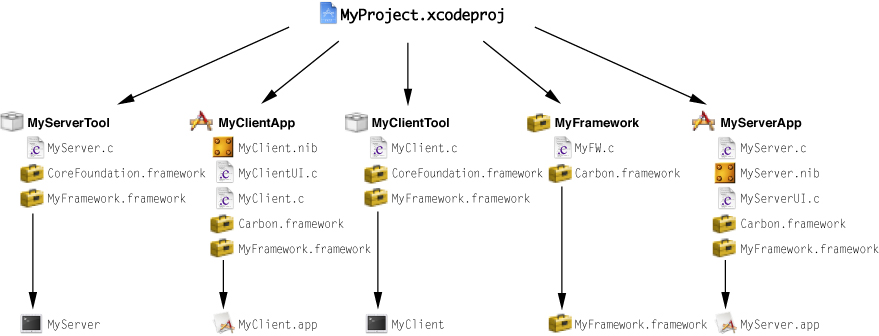 MyProject.xcodeproj
MyServerTool
MyServer.c
CoreFoundation.framework
MyFramework.framework
MyServer
MyClientApp
MyClient.nib
MyClientUI.c
MyClient.c
Carbon.framework
MyFramework.framework
MyClient.app
MyClientTool
MyClient.c
CoreFoundation.framework
MyFramework.framework
MyClient
MyFramework
MyFW.c
Carbon.framework
MyFramework.framework
MyServerApp
MyServer.c
MyServer.nib
MyServerUI.c
Carbon.framework
MyFramework.framework
MyServer.app